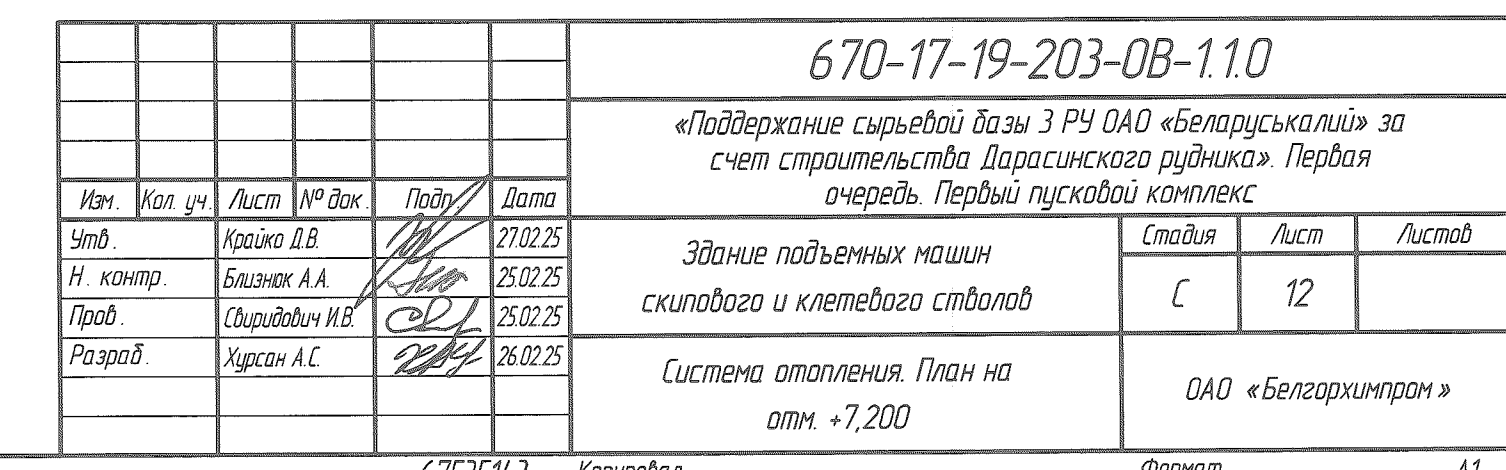 670-17-19-203-ОВ-1.1.0
«Поддержание сырьевой базы 3 РУ ОАО «Беларуськалий» за
счет строительства Дарасинского рудника». Первая
очередь. Первый пусковой комплекс
Изм. Кол. уч. Лист № док. Подп. Дата
Утв. Крайко Д.В. 27.02.25
Н. контр. Близнюк А.А. 25.02.25
Пров. Свиридович И.В. 25.02.25
Разраб. Хурсан А.С. 26.02.25
Здание подъемных машин
скипового и клетевого стволов
Стадия Лист Листов
С 12
Система отопления. План на
отм. +7,200
ОАО «Белгорхимпром»
Копировал Формат А1